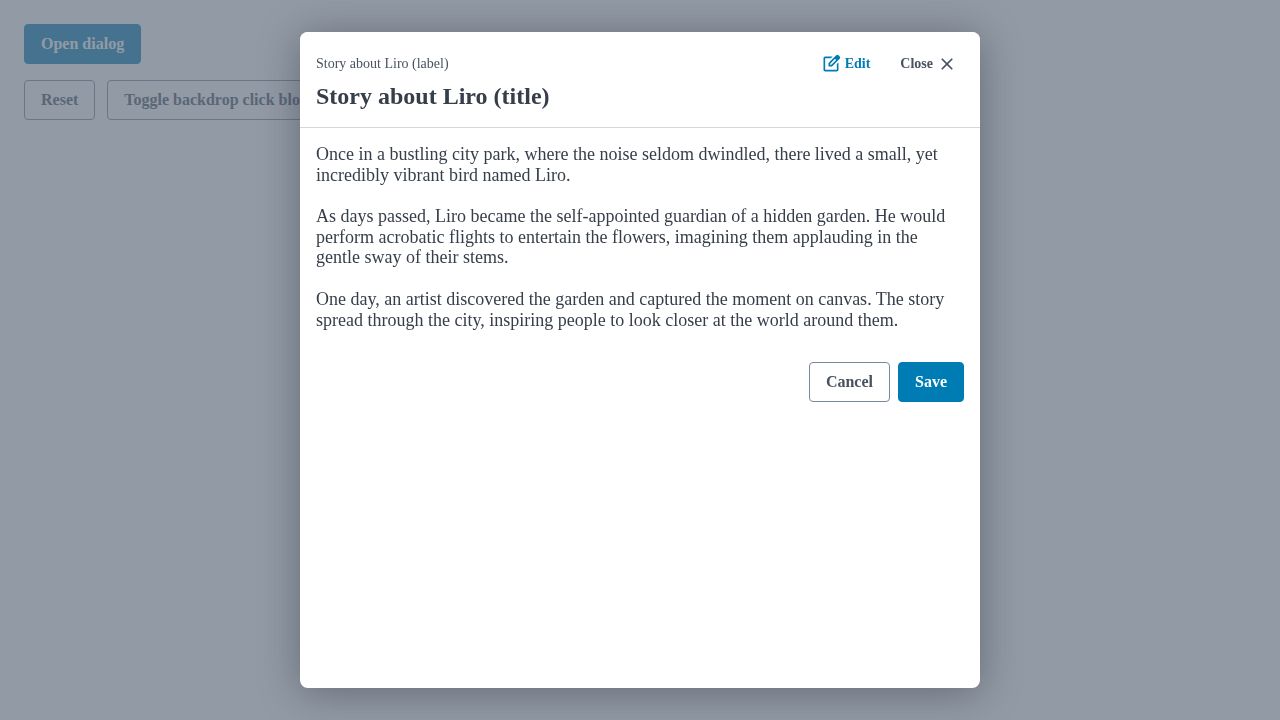 Open dialog
Reset
Toggle backdrop click blo
Story about Liro (label)
Edit
Close
Story about Liro (title)
Once in a bustling city park, where the noise seldom dwindled, there lived a small, yet
incredibly vibrant bird named Liro.
As days passed, Liro became the self-appointed guardian of a hidden garden. He would
perform acrobatic flights to entertain the flowers, imagining them applauding in the
gentle sway of their stems.
One day, an artist discovered the garden and captured the moment on canvas. The story
spread through the city, inspiring people to look closer at the world around them.
Cancel
Save